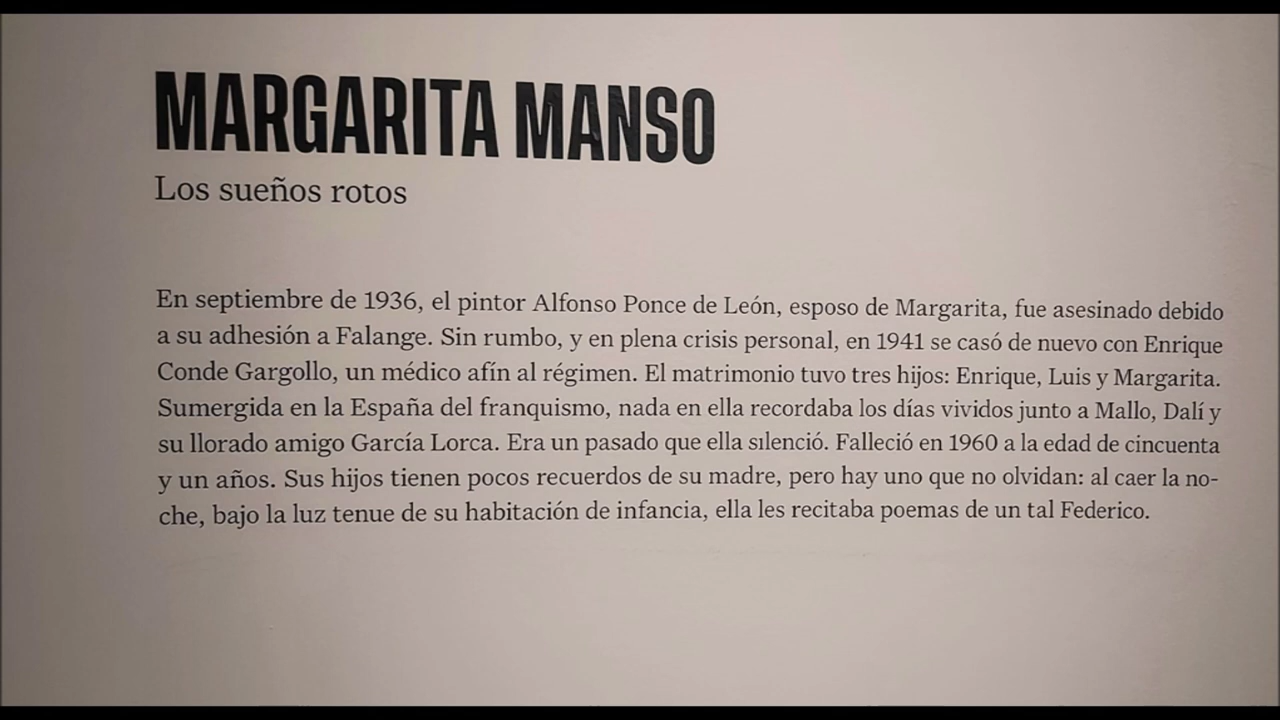 MARGARITA MANSO
Los sueños rotos
En septiembre de 1936, el pintor Alfonso Ponce de León, esposo de Margarita, fue asesinado debido
a su adhesión a Falange. Sin rumbo, y en plena crisis personal, en 1941 se casó de nuevo con Enrique
Conde Gargollo, un médico afín al régimen. El matrimonio tuvo tres hijos: Enrique, Luis y Margarita.
Sumergida en la España del franquismo, nada en ella recordaba los días vividos junto a Mallo, Dalí y
su llorado amigo García Lorca. Era un pasado que ella silenció. Falleció en 1960 a la edad de cincuenta
y un años. Sus hijos tienen pocos recuerdos de su madre, pero hay uno que no olvidan: al caer la no-
che, bajo la luz tenue de su habitación de infancia, ella les recitaba poemas de un tal Federico.